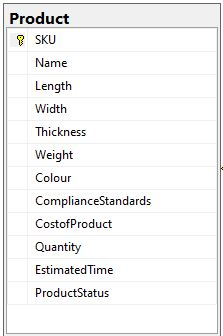 Product
SKU
Name
Length
Width
Thickness
Weight
Colour
ComplianceStandards
CostofProduct
Quantity
EstimatedTime
ProductStatus